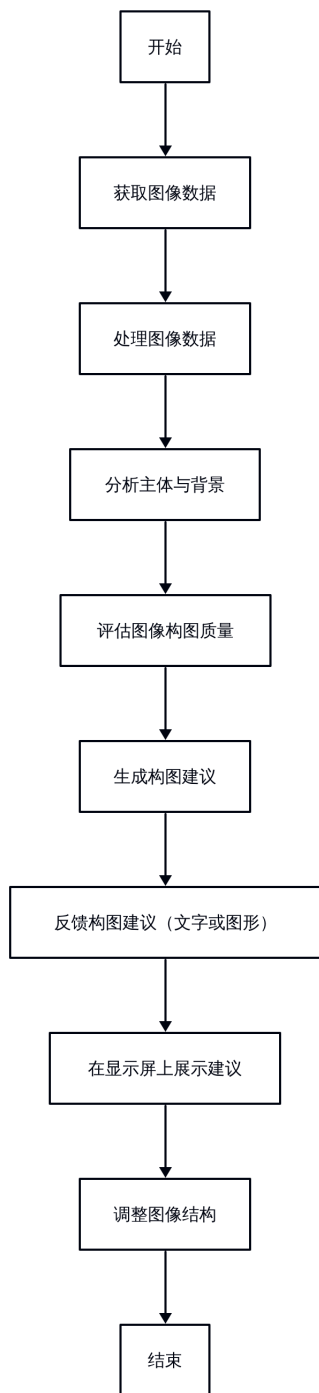 开始
获取图像数据
处理图像数据
分析主体与背景
评估图像构图质量
生成构图建议
反馈构图建议（文字或图形）
在显示屏上展示建议
调整图像结构
结束